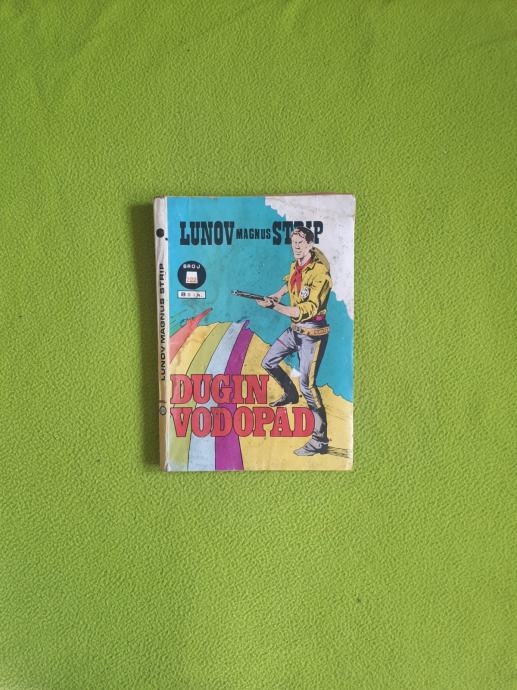 LUNOV MAGNUS STRIP
BROJ
DUGIN
VODOPAD
LUNOV MAGNUS STRIP